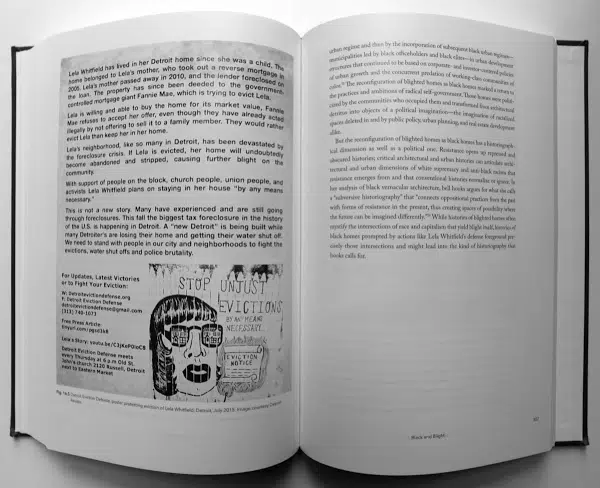 Lela Whitfield has lived in her Detroit home since she was a child. The
home belonged to Lela's mother, who took out a reverse mortgage in
2005. Lela's mother passed away in 2010, and the lender foreclosed on
the loan. The property has since been deeded to the government,
controlled mortgage giant Fannie Mae, which is trying to evict Lela.
Lela is willing and able to buy the home for its market value, Fannie
Mae refuses to accept her offer, even though they have already acted
illegally by not offering to sell it to a family member. They would rather
evict Lela than keep her in her home.
Lela's neighborhood, like so many in Detroit, has been devastated by
the foreclosure crisis. If Lela is evicted, her home will undoubtedly
become abandoned and stripped, causing further blight on the
community.
With support of people on the block, church people, union people, and
activists Lela Whitfield plans on staying in her house "by any means
necessary."
This is not a new story. Many have experienced and are still going
through foreclosures. This fall the biggest tax foreclosure in the history
of the U.S. is happening in Detroit. A "new Detroit" is being built while
many Detroiter's are losing their home and getting their water shut off.
We need to stand with people in our city and neighborhoods to fight the
evictions, water shut offs and police brutality.
For Updates, Latest Victories
or to Fight Your Eviction:
W: Detroitevictiondefense.org
F: Detroit Eviction Defense
detroitevictiondefense@gmail.com
(313) 740-1073
Free Press Article:
tinyurl.com/
Lela's Story: youtu.be/
Detroit Eviction Defense meets
every Thursday at 6 p.m Old St.
John's church 2120 Russell, Detroit
next to Eastern Market
STOP UNJUST
EVICTIONS
BY ANY MEANS
NECESSARY...
EVICTION
NOTICE
Detroit Eviction Defense, poster protesting eviction of Lela Whitfield, Detroit, July 2015. Image courtesy Detroit
urban regime and then by the incorporation of subsequent black urban regimes—
municipalities led by black officeholders and black elites—in urban development
structures that continued to be based on corporate- and investor-centered policies
of urban growth and the concurrent predation of working-class communities of
color. The reconfiguration of blighted homes as black homes marked a return to
the practices and ambitions of radical self-governance. These homes were
cated by the communities who occupied them and transformed from architectural
detritus into objects of a political imagination—the imagination of racialized
spaces defined in and by public policy, urban planning, and real estate development
alike.
But the reconfiguration of blighted homes as black homes has a historiograph-
ical dimension as well as a political one. Resistance opens up repressed and
obscured histories; critical architectural and urban histories can articulate
tectural and urban dimensions of white supremacy and anti-black racism that
resistance emerges from and that conventional histories normalize or ignore. In
her analysis of black vernacular architecture, bell hooks argues for what she calls
a "subversive historiography" that "connects oppositional practices from the past
with forms of resistance in the present, thus creating spaces of possibility where
the future can be imagined differently." While histories of blighted homes often
mystify the intersections of race and capitalism that yield blight itself, histories of
black homes prompted by actions like Lela Whitfield's defense foreground pre-
cisely those intersections and might lead into the kind of historiography that
hooks calls for.
Black and Blight